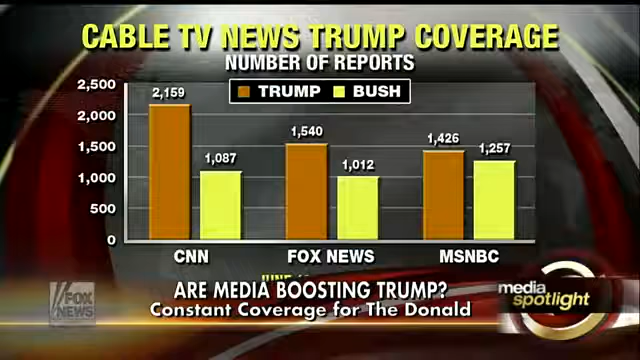 CABLE TV NEWS TRUMP COVERAGE
NUMBER OF REPORTS
TRUMP BUSH
2,500
2,000
1,500
1,000
500
0
2,159
1,087
1,540
1,012
1,426
1,257
CNN FOX NEWS MSNBC
ARE MEDIA BOOSTING TRUMP?
Constant Coverage for The Donald
FOX
NEWS
media
spotlight